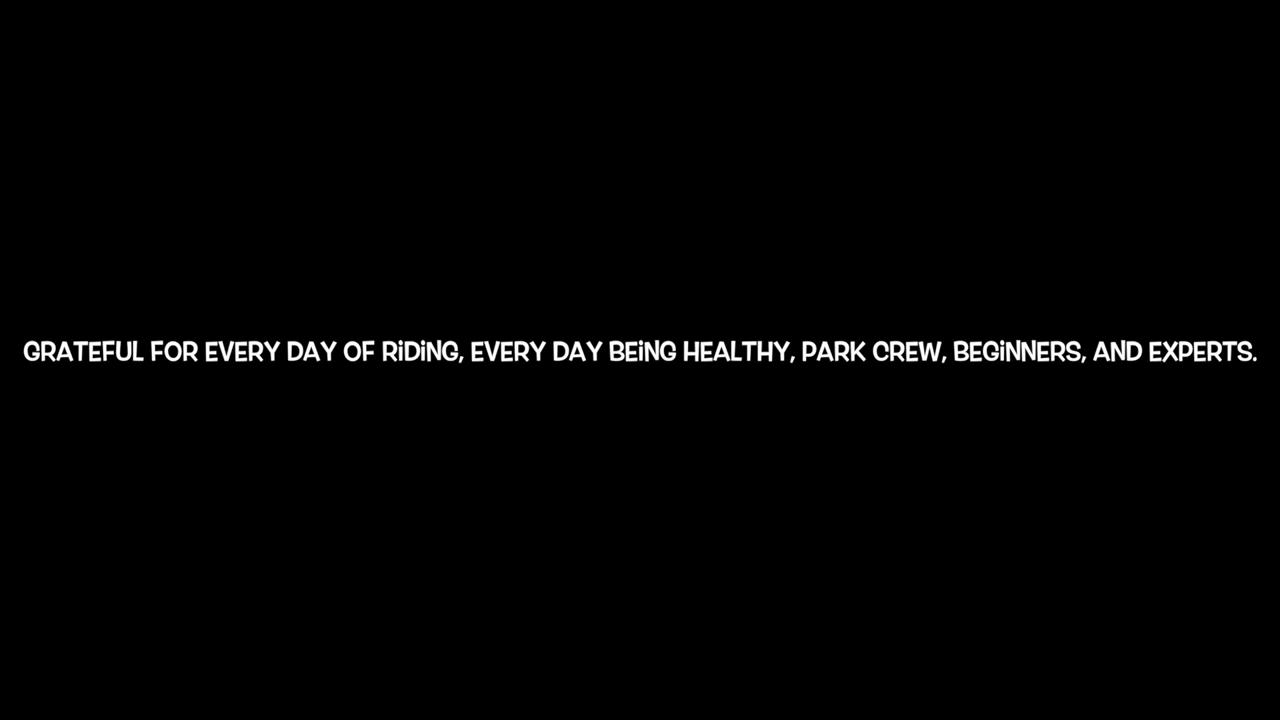 GRATEFUL FOR EVERY DAY OF RiDiNG, EVERY DAY BEiNG HEALTHY, PARK CREW, BEGiNNERS, AND EXPERTS.